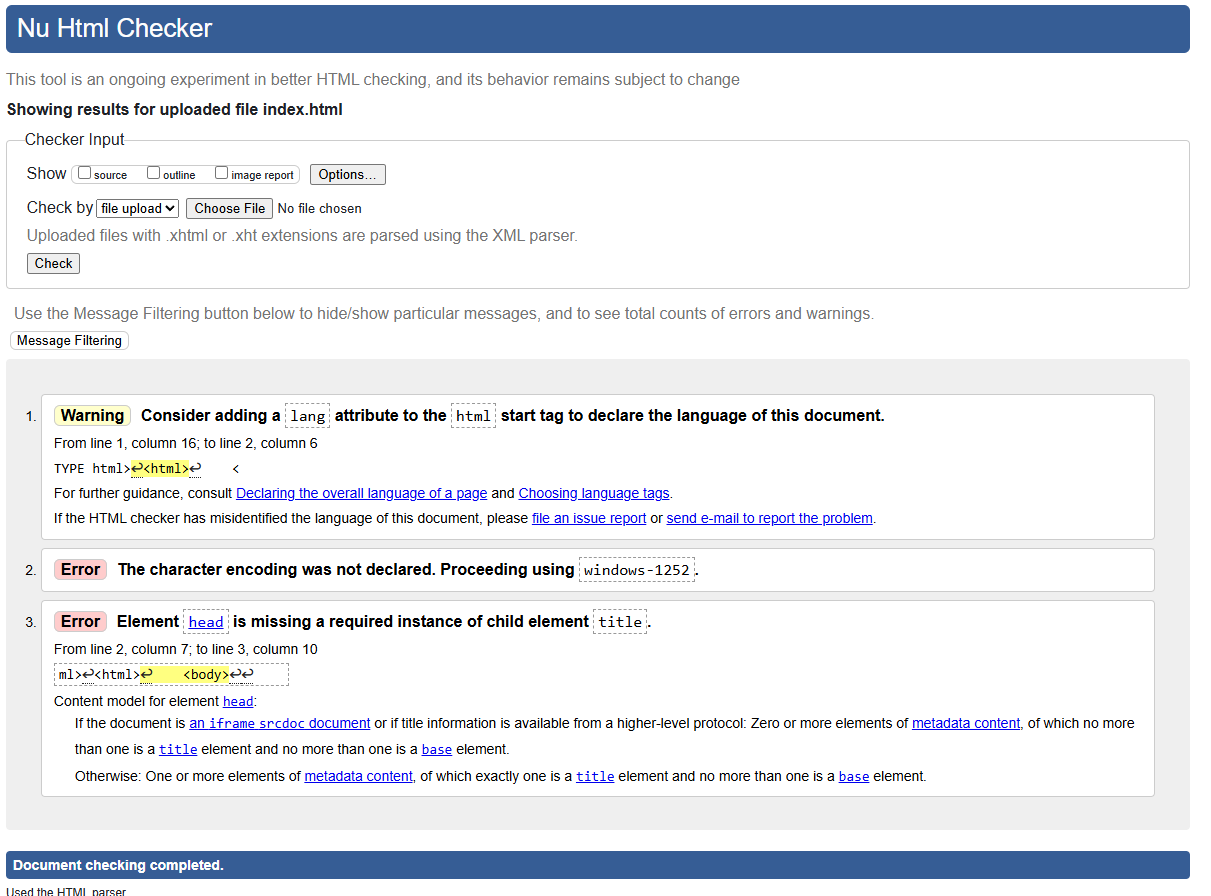 Nu Html Checker
This tool is an ongoing experiment in better HTML checking, and its behavior remains subject to change
Showing results for uploaded file index.html
Checker Input
Show source outline image report Options...
Check by file upload Choose File No file chosen
Uploaded files with .xhtml or .xht extensions are parsed using the XML parser.
Check
Use the Message Filtering button below to hide/show particular messages, and to see total counts of errors and warnings.
Message Filtering
1. Warning Consider adding a lang attribute to the html start tag to declare the language of this document.
From line 1, column 16; to line 2, column 6
TYPE html>↩<html>↩    <
For further guidance, consult Declaring the overall language of a page and Choosing language tags.
If the HTML checker has misidentified the language of this document, please file an issue report or send e-mail to report the problem.
2. Error The character encoding was not declared. Proceeding using windows-1252.
3. Error Element head is missing a required instance of child element title.
From line 2, column 7; to line 3, column 10
ml>↩<html>↩    <body>↩↩
Content model for element head:
If the document is an iframe srcdoc document or if title information is available from a higher-level protocol: Zero or more elements of metadata content, of which no more
than one is a title element and no more than one is a base element.
Otherwise: One or more elements of metadata content, of which exactly one is a title element and no more than one is a base element.
Document checking completed.
Used the HTML parser